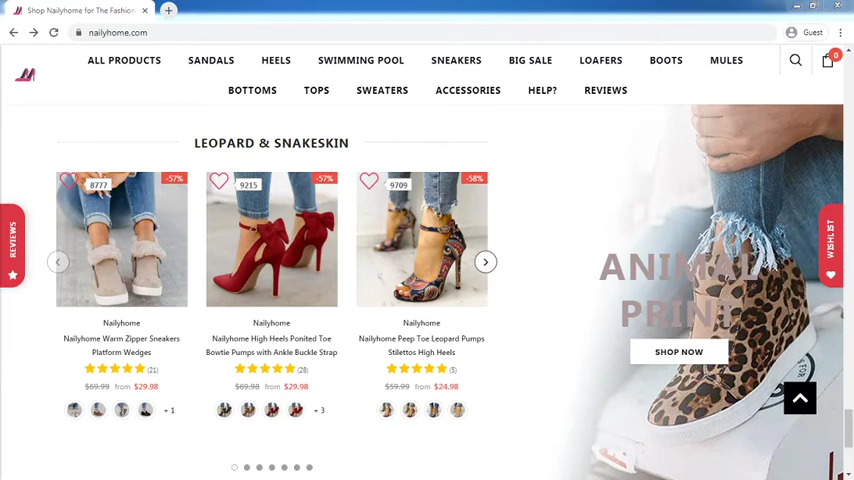 Shop Nailyhome for The Fashion
nailyhome.com
Guest
ALL PRODUCTS SANDALS HEELS SWIMMING POOL SNEAKERS BIG SALE LOAFERS BOOTS MULES
0
BOTTOMS TOPS SWEATERS ACCESSORIES HELP? REVIEWS
LEOPARD & SNAKESKIN
8777 -57% 9215 -57% 9709 -58%
REVIEWS
WISHLIST
ANIMAL
PRINT
SHOP NOW
Nailyhome
Nailyhome Warm Zipper Sneakers
Platform Wedges
(21)
$69.99 from $29.98
+ 1
Nailyhome
Nailyhome High Heels Ponited Toe
Bowtie Pumps with Ankle Buckle Strap
(28)
$69.98 from $29.98
+ 3
Nailyhome
Nailyhome Peep Toe Leopard Pumps
Stilettos High Heels
(5)
$59.99 from $24.98